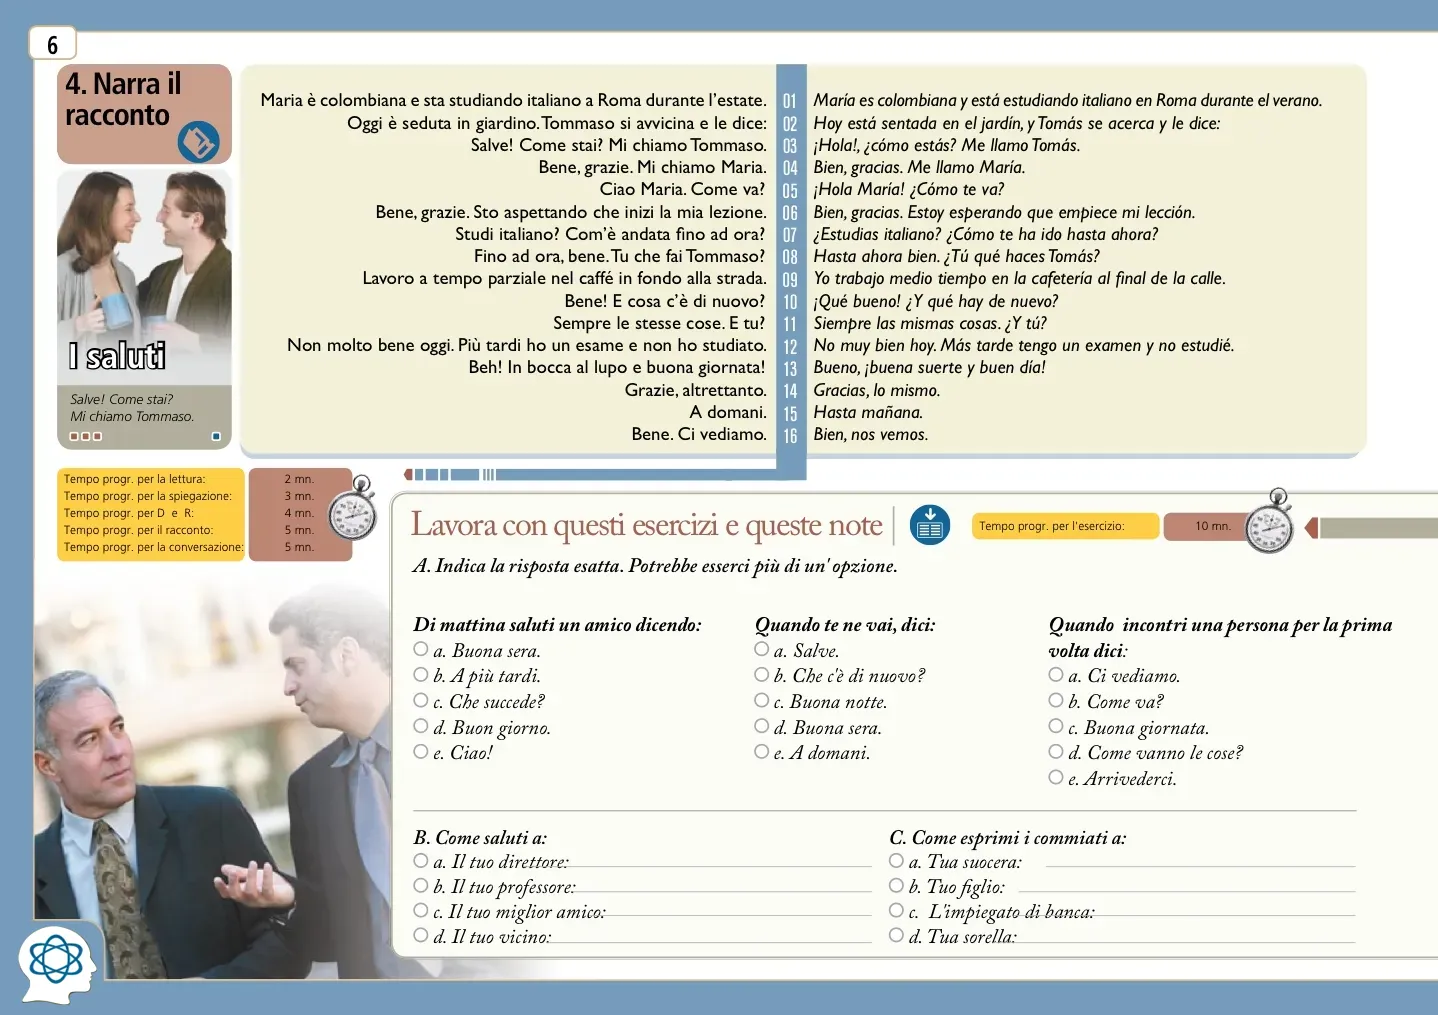 6
4. Narra il
racconto
Maria è colombiana e sta studiando italiano a Roma durante l'estate. 01 María es colombiana y está estudiando italiano en Roma durante el verano.
Oggi è seduta in giardino. Tommaso si avvicina e le dice: 02 Hoy está sentada en el jardín, y Tomás se acerca y le dice:
Salve! Come stai? Mi chiamo Tommaso. 03 ¡Hola!, ¿cómo estás? Me llamo Tomás.
Bene, grazie. Mi chiamo Maria. 04 Bien, gracias. Me llamo María.
Ciao Maria. Come va? 05 ¡Hola María! ¿Cómo te va?
Bene, grazie. Sto aspettando che inizi la mia lezione. 06 Bien, gracias. Estoy esperando que empiece mi lección.
Studi italiano? Com'è andata fino ad ora? 07 ¿Estudias italiano? ¿Cómo te ha ido hasta ahora?
Fino ad ora, bene. Tu che fai Tommaso? 08 Hasta ahora bien. ¿Tú qué haces Tomás?
Lavoro a tempo parziale nel caffé in fondo alla strada. 09 Yo trabajo medio tiempo en la cafetería al final de la calle.
Bene! E cosa c'è di nuovo? 10 ¡Qué bueno! ¿Y qué hay de nuevo?
Sempre le stesse cose. E tu? 11 Siempre las mismas cosas. ¿Y tú?
Non molto bene oggi. Più tardi ho un esame e non ho studiato. 12 No muy bien hoy. Más tarde tengo un examen y no estudié.
Beh! In bocca al lupo e buona giornata! 13 Bueno, ¡buena suerte y buen día!
Grazie, altrettanto. 14 Gracias, lo mismo.
A domani. 15 Hasta mañana.
Bene. Ci vediamo. 16 Bien, nos vemos.
I saluti
Salve! Come stai?
Mi chiamo Tommaso.
Tempo progr. per la lettura: 2 mn.
Tempo progr. per la spiegazione: 3 mn.
Tempo progr. per D e R: 4 mn.
Tempo progr. per il racconto: 5 mn.
Tempo progr. per la conversazione: 5 mn.
Lavora con questi esercizi e queste note
Tempo progr. per l'esercizio: 10 mn.
A. Indica la risposta esatta. Potrebbe esserci più di un'opzione.
Di mattina saluti un amico dicendo:
a. Buona sera.
b. A più tardi.
c. Che succede?
d. Buon giorno.
e. Ciao!
Quando te ne vai, dici:
a. Salve.
b. Che c'è di nuovo?
c. Buona notte.
d. Buona sera.
e. A domani.
Quando incontri una persona per la prima
volta dici:
a. Ci vediamo.
b. Come va?
c. Buona giornata.
d. Come vanno le cose?
e. Arrivederci.
B. Come saluti a:
a. Il tuo direttore:
b. Il tuo professore:
c. Il tuo miglior amico:
d. Il tuo vicino:
C. Come esprimi i commiati a:
a. Tua suocera:
b. Tuo figlio:
c. L'impiegato di banca:
d. Tua sorella: